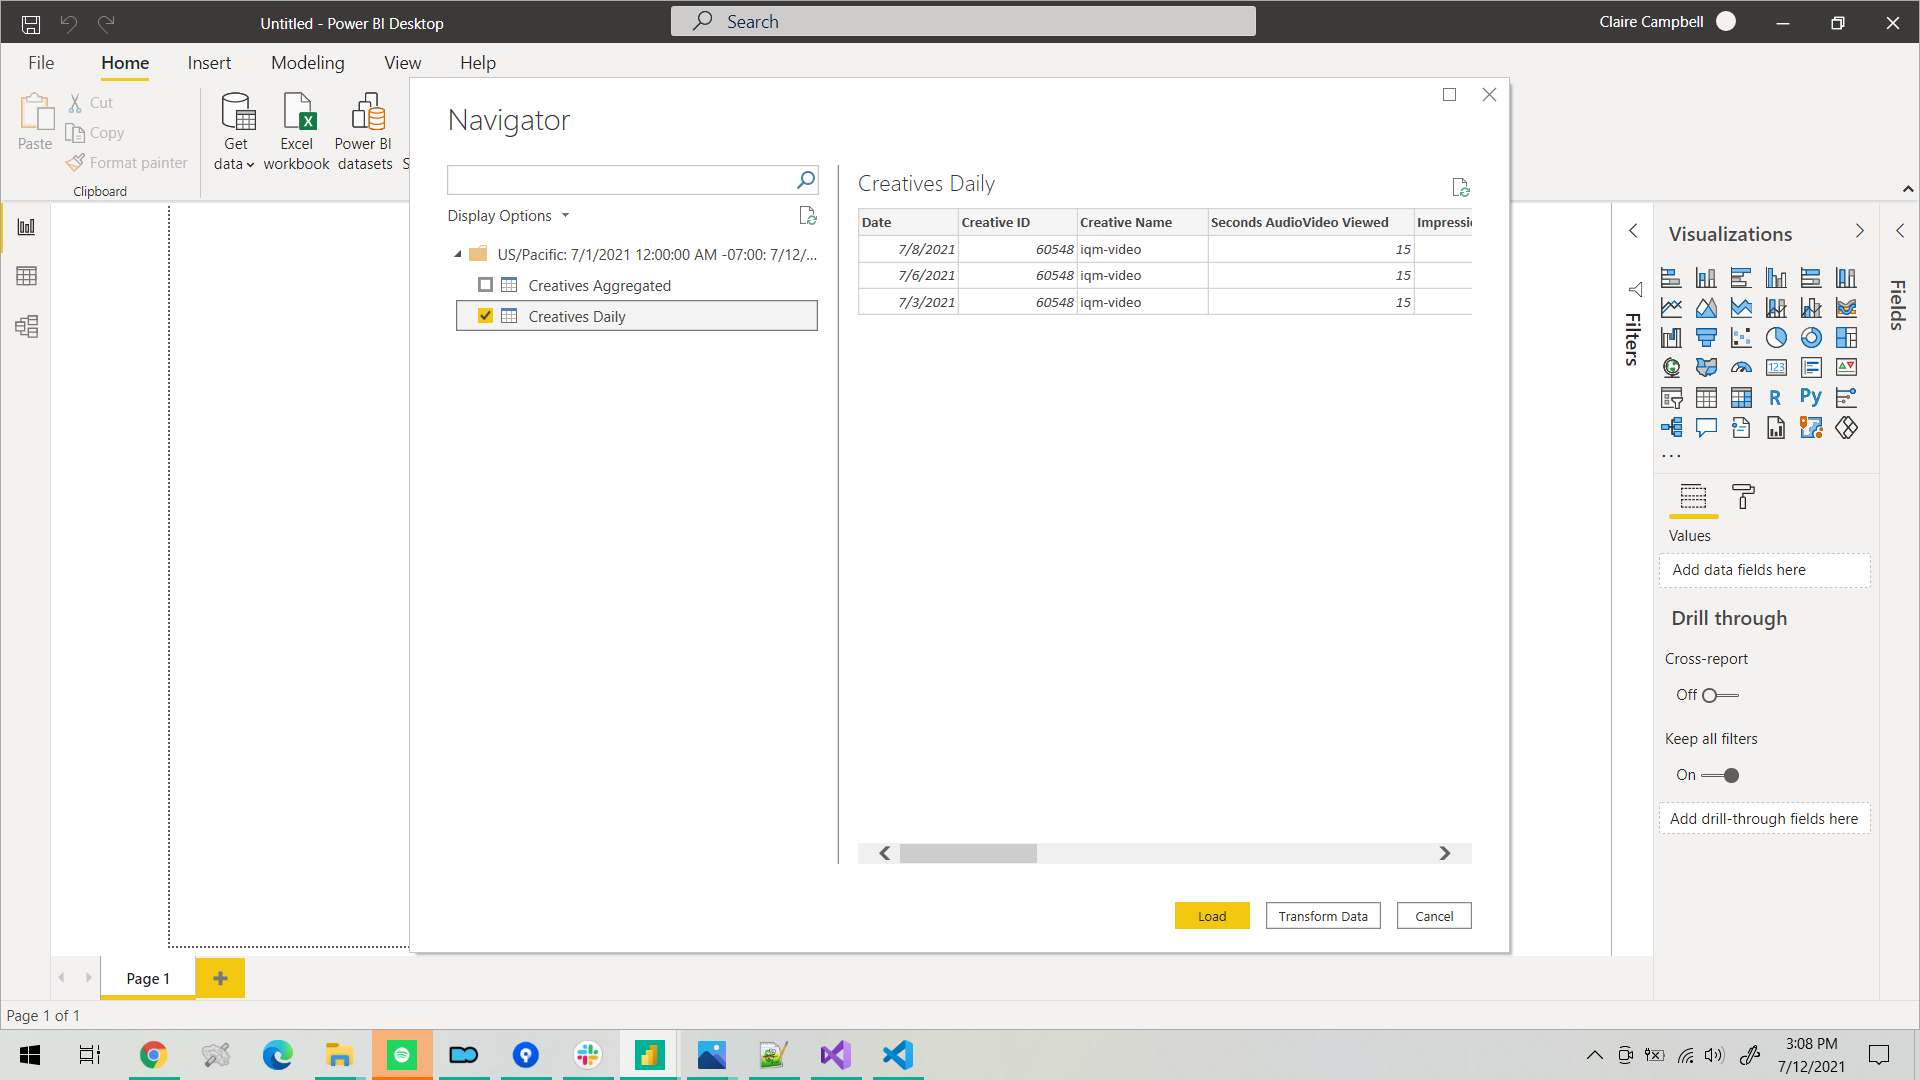 Untitled - Power BI Desktop
Search
Claire Campbell
File Home Insert Modeling View Help
Paste
Cut
Copy
Format painter
Clipboard
Get data
Excel workbook
Power BI datasets
S
Navigator
Display Options
US/Pacific: 7/1/2021 12:00:00 AM -07:00: 7/12/...
Creatives Aggregated
Creatives Daily
Creatives Daily
Date Creative ID Creative Name Seconds AudioVideo Viewed Impressi
7/8/2021 60548 iqm-video 15
7/6/2021 60548 iqm-video 15
7/3/2021 60548 iqm-video 15
Load Transform Data Cancel
Filters
Visualizations
123
R Py
...
Values
Add data fields here
Drill through
Cross-report
Off
Keep all filters
On
Add drill-through fields here
Fields
Page 1
Page 1 of 1
3:08 PM
7/12/2021